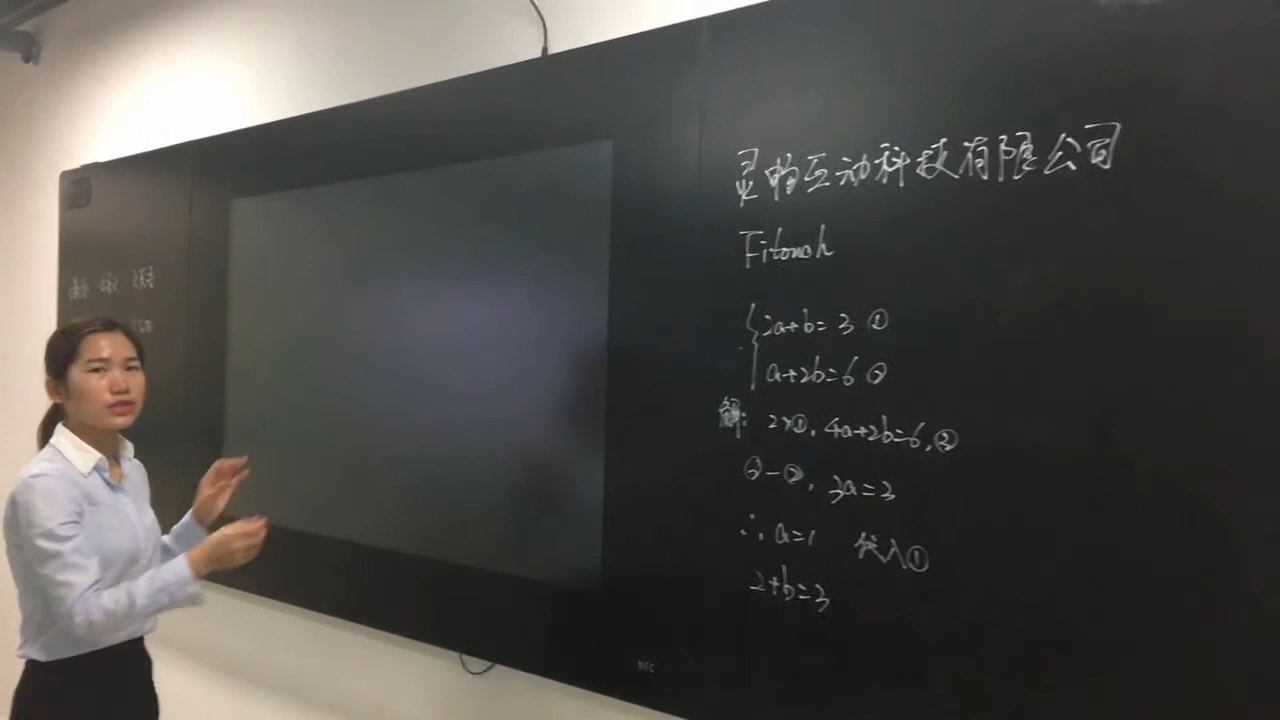 灵畅互动科技有限公司
Fitouch
2a+b=3 ①
a+2b=6 ②
解: 2×①, 4a+2b=6, ③
③-②, 3a=3
∴ a=1 代入①
2+b=3
NFC